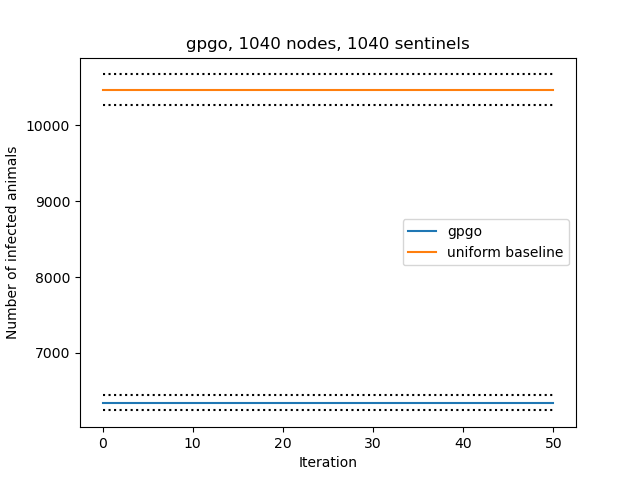 gpgo, 1040 nodes, 1040 sentinels
Number of infected animals
10000
9000
8000
7000
gpgo
uniform baseline
0 10 20 30 40 50
Iteration